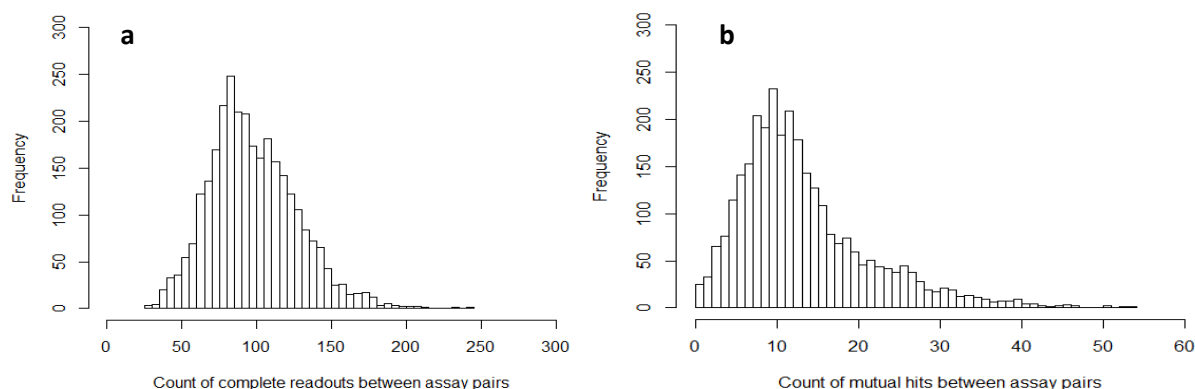 a
300
250
200
150
100
50
0
Frequency
0 50 100 150 200 250 300
Count of complete readouts between assay pairs
b
300
250
200
150
100
50
0
Frequency
0 10 20 30 40 50 60
Count of mutual hits between assay pairs